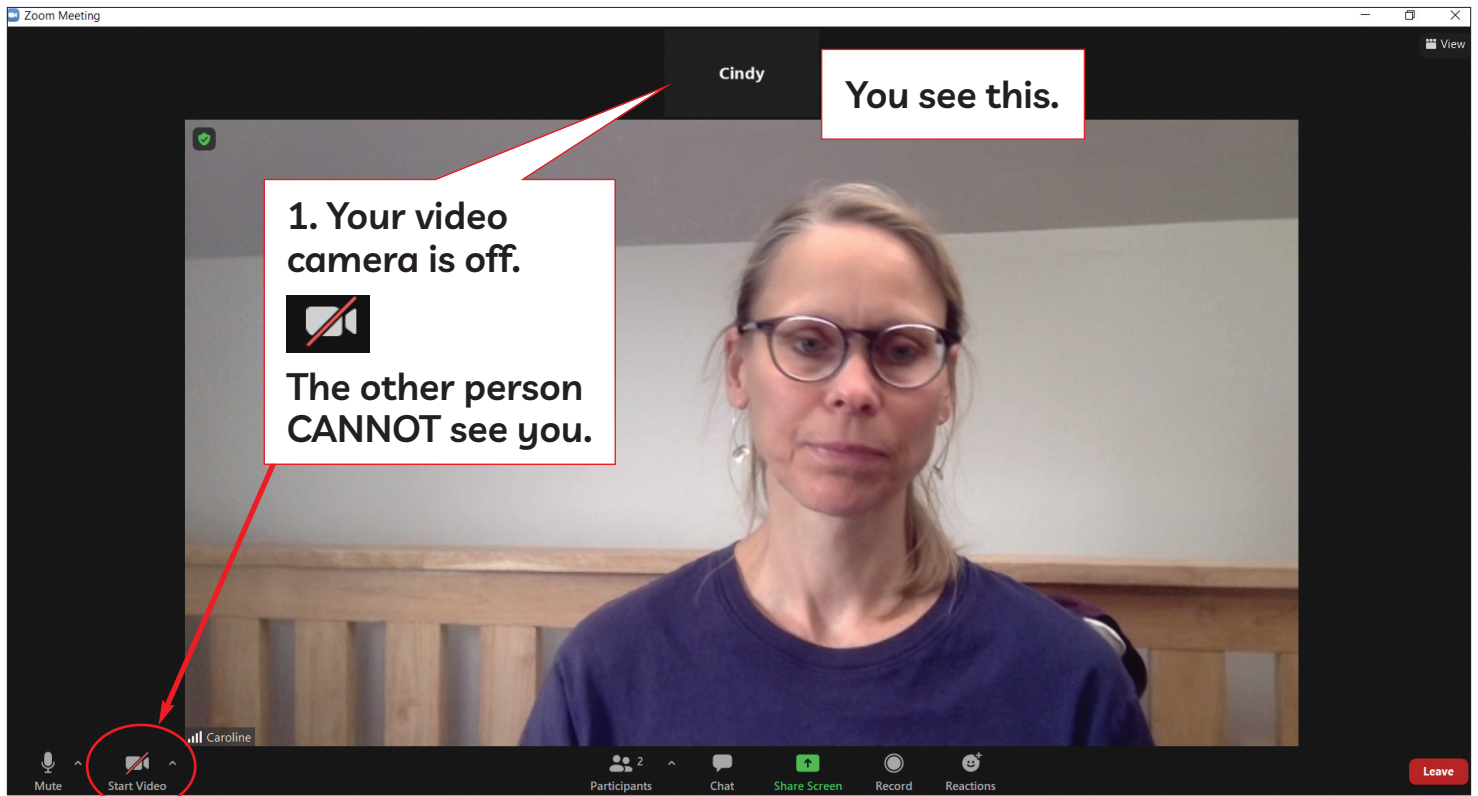 Zoom Meeting
View
Cindy
You see this.
1. Your video
camera is off.
The other person
CANNOT see you.
Caroline
Mute
Start Video
2
Participants
Chat
Share Screen
Record
Reactions
Leave